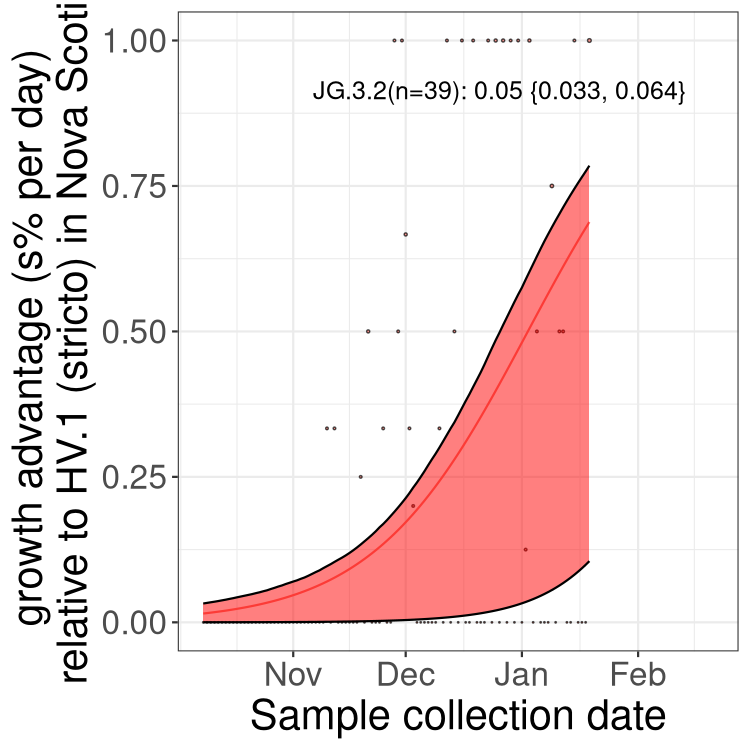 growth advantage (s% per day)
relative to HV.1 (stricto) in Nova Scoti
1.00
0.75
0.50
0.25
0.00
JG.3.2(n=39): 0.05 {0.033, 0.064}
Nov Dec Jan Feb
Sample collection date